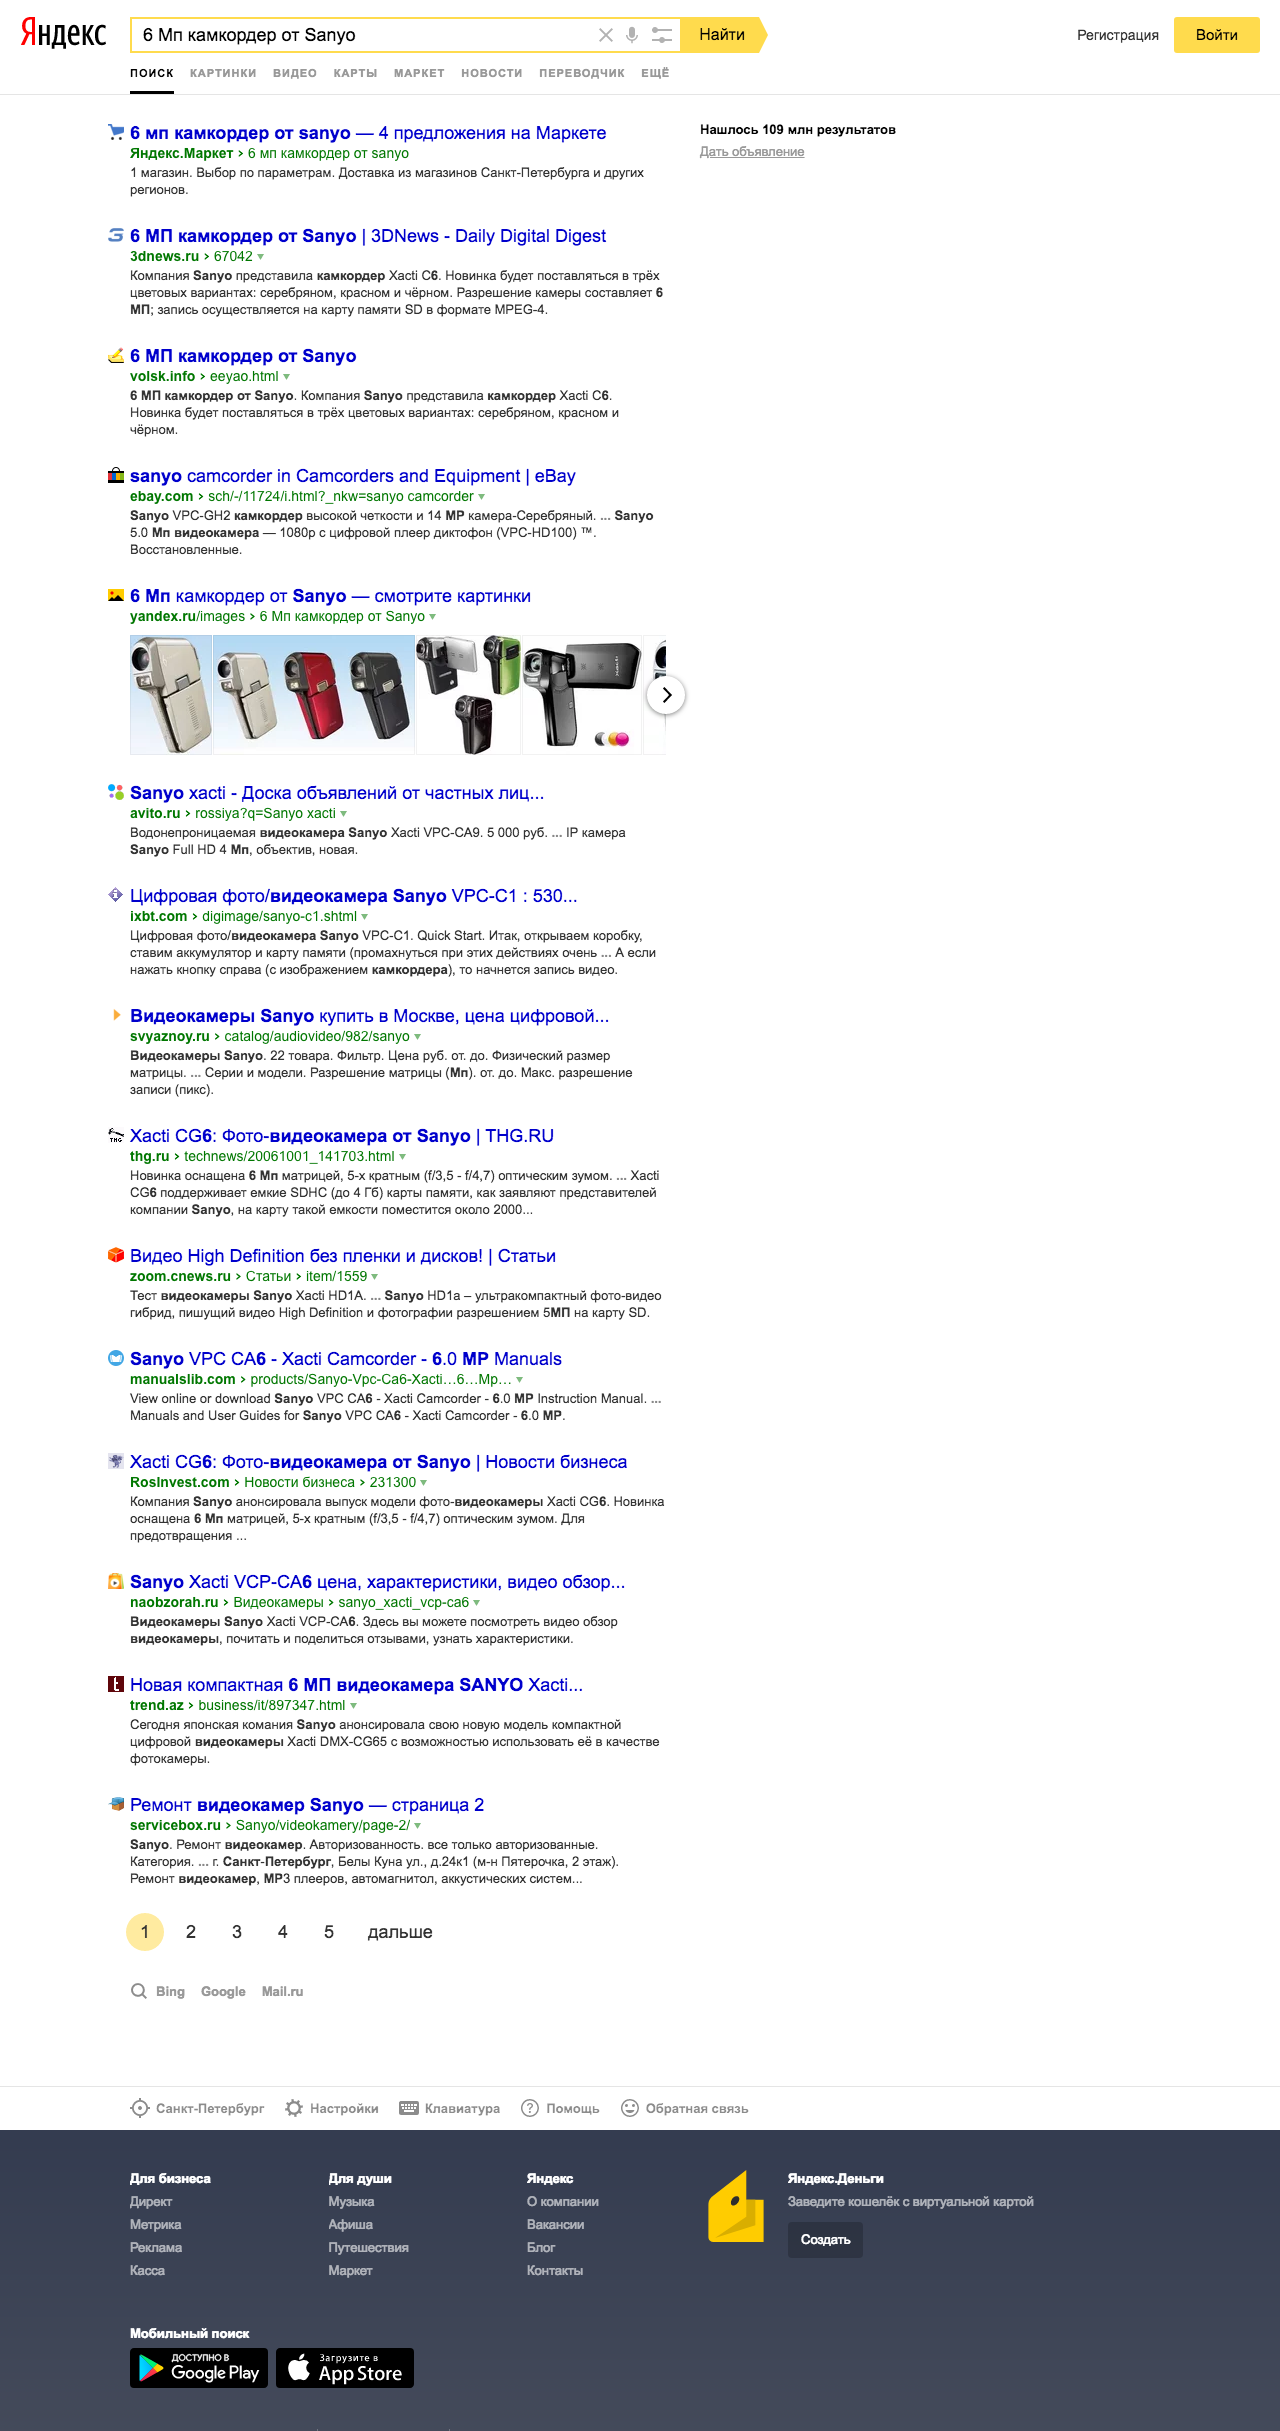 Яндекс
6 Мп камкордер от Sanyo
Найти
Регистрация
Войти
ПОИСК КАРТИНКИ ВИДЕО КАРТЫ МАРКЕТ НОВОСТИ ПЕРЕВОДЧИК ЕЩЁ
Нашлось 109 млн результатов
Дать объявление
6 мп камкордер от sanyo — 4 предложения на Маркете
Яндекс.Маркет › 6 мп камкордер от sanyo
1 магазин. Выбор по параметрам. Доставка из магазинов Санкт-Петербурга и других
регионов.
6 МП камкордер от Sanyo | 3DNews - Daily Digital Digest
3dnews.ru › 67042
Компания Sanyo представила камкордер Xacti C6. Новинка будет поставляться в трёх
цветовых вариантах: серебряном, красном и чёрном. Разрешение камеры составляет 6
МП; запись осуществляется на карту памяти SD в формате MPEG-4.
6 МП камкордер от Sanyo
volsk.info › eeyao.html
6 МП камкордер от Sanyo. Компания Sanyo представила камкордер Xacti C6.
Новинка будет поставляться в трёх цветовых вариантах: серебряном, красном и
чёрном.
sanyo camcorder in Camcorders and Equipment | eBay
ebay.com › sch/-/11724/i.html?_nkw=sanyo camcorder
Sanyo VPC-GH2 камкордер высокой четкости и 14 MP камера-Серебряный. ... Sanyo
5.0 Мп видеокамера — 1080p с цифровой плеер диктофон (VPC-HD100) ™.
Восстановленные.
6 Мп камкордер от Sanyo — смотрите картинки
yandex.ru/images › 6 Мп камкордер от Sanyo
Sanyo xacti - Доска объявлений от частных лиц...
avito.ru › rossiya?q=Sanyo xacti
Водонепроницаемая видеокамера Sanyo Xacti VPC-CA9. 5 000 руб. ... IP камера
Sanyo Full HD 4 Мп, объектив, новая.
Цифровая фото/видеокамера Sanyo VPC-C1 : 530...
ixbt.com › digimage/sanyo-c1.shtml
Цифровая фото/видеокамера Sanyo VPC-C1. Quick Start. Итак, открываем коробку,
ставим аккумулятор и карту памяти (промахнуться при этих действиях очень ... А если
нажать кнопку справа (с изображением камкордера), то начнется запись видео.
Видеокамеры Sanyo купить в Москве, цена цифровой...
svyaznoy.ru › catalog/audiovideo/982/sanyo
Видеокамеры Sanyo. 22 товара. Фильтр. Цена руб. от. до. Физический размер
матрицы. ... Серии и модели. Разрешение матрицы (Мп). от. до. Макс. разрешение
записи (пикс).
Xacti CG6: Фото-видеокамера от Sanyo | THG.RU
thg.ru › technews/20061001_141703.html
Новинка оснащена 6 Мп матрицей, 5-х кратным (f/3,5 - f/4,7) оптическим зумом. ... Xacti
CG6 поддерживает емкие SDHC (до 4 Гб) карты памяти, как заявляют представителей
компании Sanyo, на карту такой емкости поместится около 2000...
Видео High Definition без пленки и дисков! | Статьи
zoom.cnews.ru › Статьи › item/1559
Тест видеокамеры Sanyo Xacti HD1A. ... Sanyo HD1a – ультракомпактный фото-видео
гибрид, пишущий видео High Definition и фотографии разрешением 5МП на карту SD.
Sanyo VPC CA6 - Xacti Camcorder - 6.0 MP Manuals
manualslib.com › products/Sanyo-Vpc-Ca6-Xacti…6…Mp…
View online or download Sanyo VPC CA6 - Xacti Camcorder - 6.0 MP Instruction Manual. ...
Manuals and User Guides for Sanyo VPC CA6 - Xacti Camcorder - 6.0 MP.
Xacti CG6: Фото-видеокамера от Sanyo | Новости бизнеса
RosInvest.com › Новости бизнеса › 231300
Компания Sanyo анонсировала выпуск модели фото-видеокамеры Xacti CG6. Новинка
оснащена 6 Мп матрицей, 5-х кратным (f/3,5 - f/4,7) оптическим зумом. Для
предотвращения ...
Sanyo Xacti VCP-CA6 цена, характеристики, видео обзор...
naobzorah.ru › Видеокамеры › sanyo_xacti_vcp-ca6
Видеокамеры Sanyo Xacti VCP-CA6. Здесь вы можете посмотреть видео обзор
видеокамеры, почитать и поделиться отзывами, узнать характеристики.
Новая компактная 6 МП видеокамера SANYO Xacti...
trend.az › business/it/897347.html
Сегодня японская комания Sanyo анонсировала свою новую модель компактной
цифровой видеокамеры Xacti DMX-CG65 с возможностью использовать её в качестве
фотокамеры.
Ремонт видеокамер Sanyo — страница 2
servicebox.ru › Sanyo/videokamery/page-2/
Sanyo. Ремонт видеокамер. Авторизованность. все только авторизованные.
Категория. ... г. Санкт-Петербург, Белы Куна ул., д.24к1 (м-н Пятерочка, 2 этаж).
Ремонт видеокамер, MP3 плееров, автомагнитол, аккустических систем...
1 2 3 4 5 дальше
Bing Google Mail.ru
Санкт-Петербург Настройки Клавиатура Помощь Обратная связь
Для бизнеса
Директ
Метрика
Реклама
Касса
Для души
Музыка
Афиша
Путешествия
Маркет
Яндекс
О компании
Вакансии
Блог
Контакты
Яндекс.Деньги
Заведите кошелёк с виртуальной картой
Создать
Мобильный поиск
ДОСТУПНО В
Google Play
Загрузите в
App Store